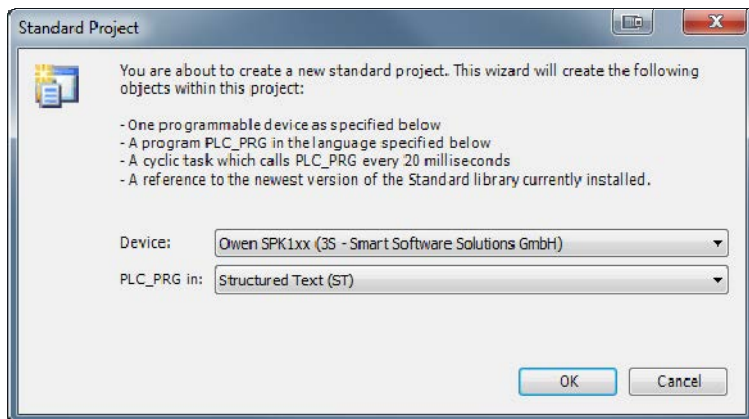 Standard Project
You are about to create a new standard project. This wizard will create the following
objects within this project:
- One programmable device as specified below
- A program PLC_PRG in the language specified below
- A cyclic task which calls PLC_PRG every 20 milliseconds
- A reference to the newest version of the Standard library currently installed.
Device: Owen SPK1xx (3S - Smart Software Solutions GmbH)
PLC_PRG in: Structured Text (ST)
OK Cancel